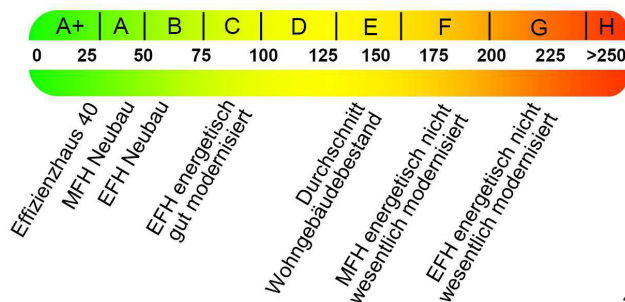 A+ A B C D E F G H
0 25 50 75 100 125 150 175 200 225 >250
Effizienzhaus 40
MFH Neubau
EFH Neubau
EFH energetisch
gut modernisiert
Durchschnitt
Wohngebäudebestand
MFH energetisch nicht
wesentlich modernisiert
EFH energetisch nicht
wesentlich modernisiert